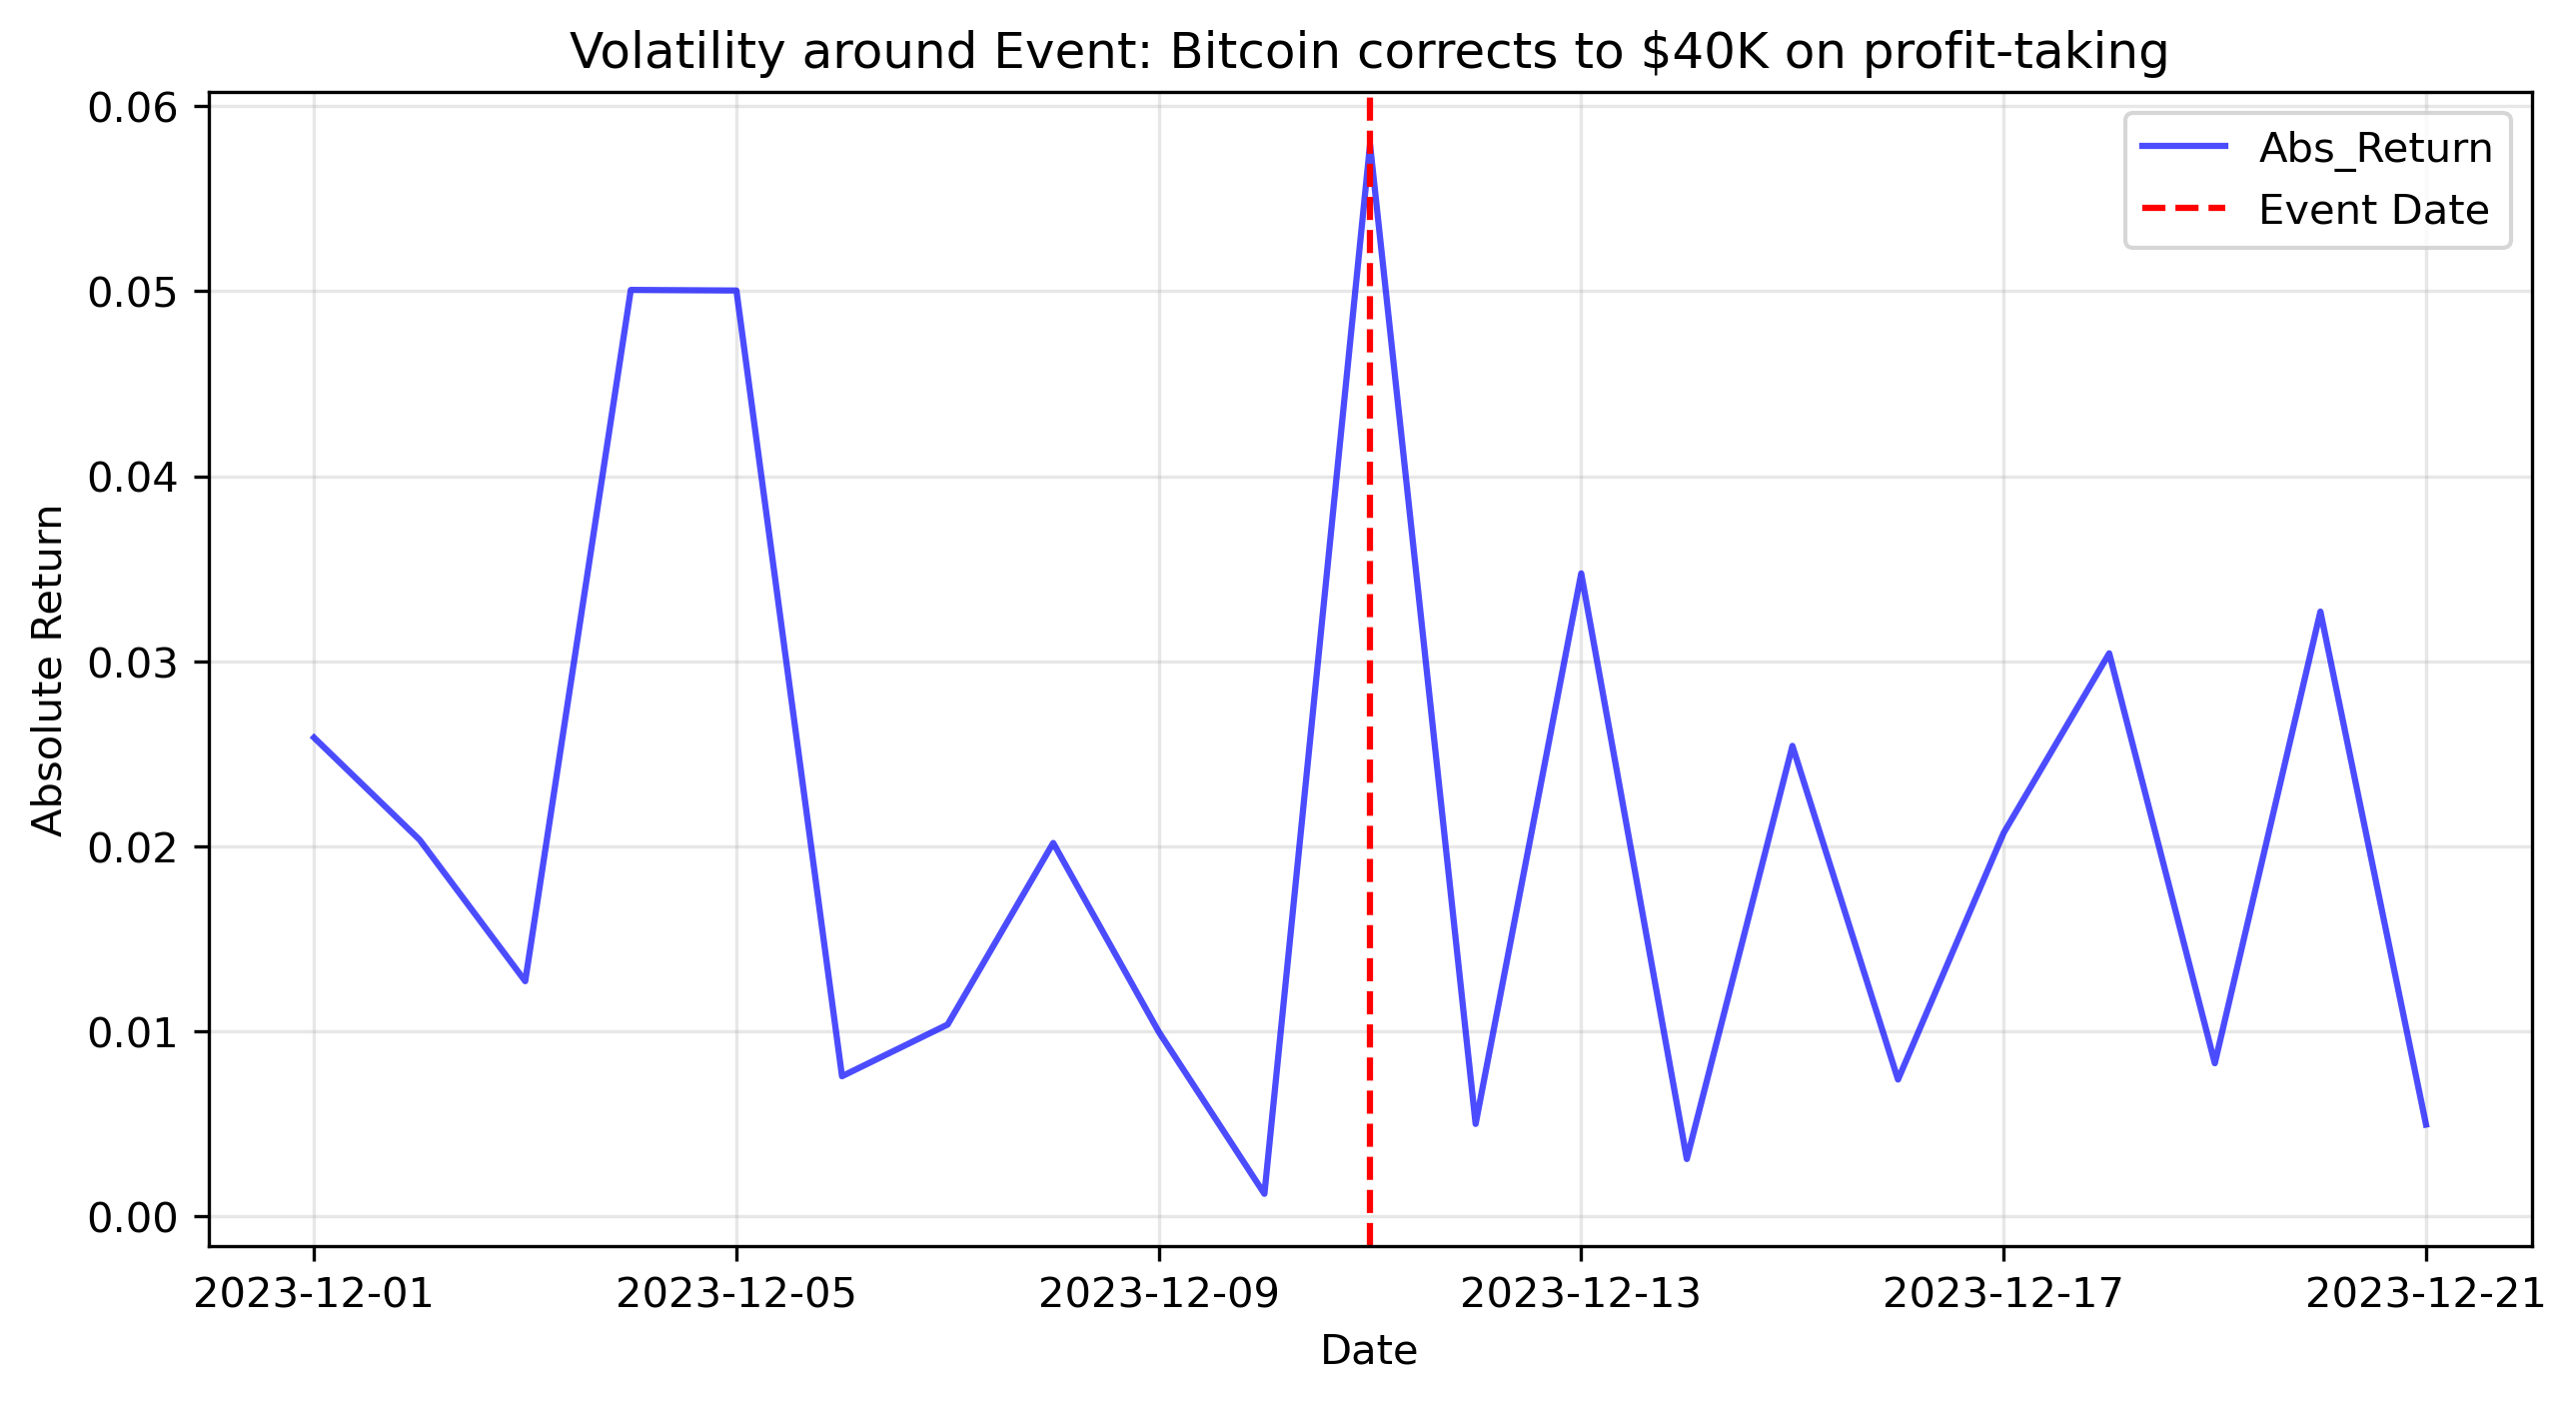 Volatility around Event: Bitcoin corrects to $40K on profit-taking
0.06
0.05
0.04
0.03
0.02
0.01
0.00
Absolute Return
Abs_Return
Event Date
2023-12-01 2023-12-05 2023-12-09 2023-12-13 2023-12-17 2023-12-21
Date